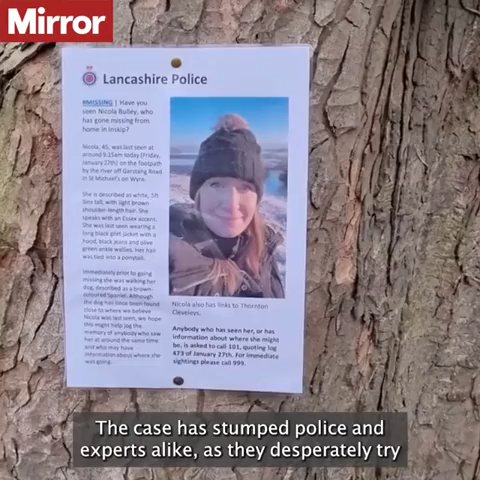 Mirror
Lancashire Police
#MISSING | Have you
seen Nicola Bulley, who
has gone missing from
home in Inskip?
Nicola, 45, was last seen at
around 9.15am today (Friday,
January 27th) on the footpath
by the river off Garstang Road
in St Michael's on Wyre.
She is described as white, 5ft
3ins tall, with light brown
shoulder-length hair. She
speaks with an Essex accent.
She was last seen wearing a
long black gilet jacket with a
hood, black jeans and olive
green ankle wellies. Her hair
was tied into a ponytail.
Immediately prior to going
missing she was walking her
dog, described as a brown-
coloured Spaniel. Although
the dog has since been found
close to where we believe
Nicola was last seen, we hope
this might help jog the
memory of anybody who saw
her at around the same time
and who may have
information about where she
was going.
Nicola also has links to Thornton
Cleveleys.
Anybody who has seen her, or has
information about where she might
be, is asked to call 101, quoting log
473 of January 27th. For immediate
sightings please call 999.
The case has stumped police and
experts alike, as they desperately try